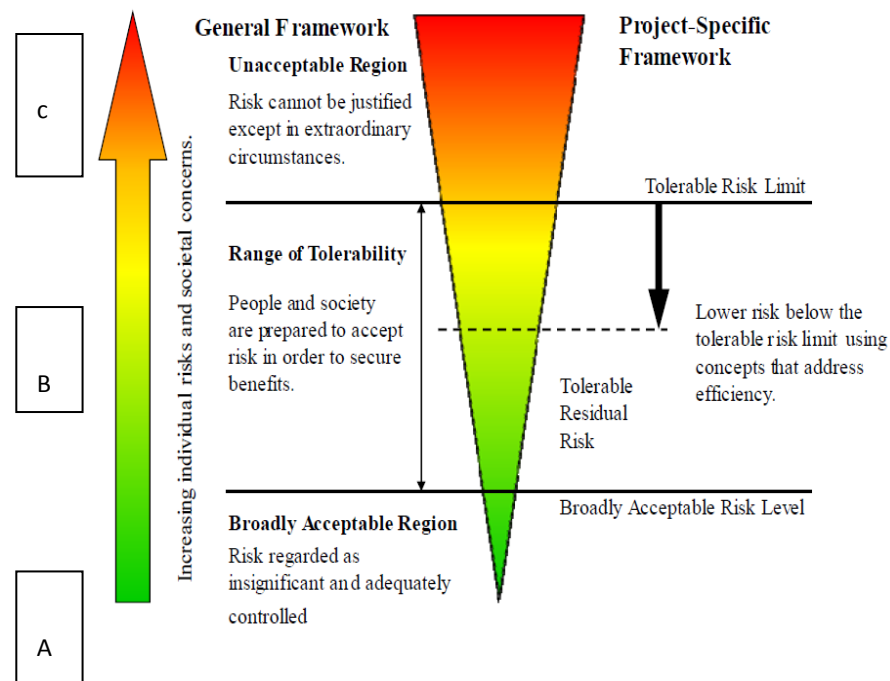 General Framework
Project-Specific
Framework
Unacceptable Region
Risk cannot be justified
except in extraordinary
circumstances.
c
Increasing individual risks and societal concerns.
Tolerable Risk Limit
Range of Tolerability
People and society
are prepared to accept
risk in order to secure
benefits.
B
Lower risk below the
tolerable risk limit using
concepts that address
efficiency.
Tolerable
Residual
Risk
Broadly Acceptable Risk Level
Broadly Acceptable Region
Risk regarded as
insignificant and adequately
controlled
A